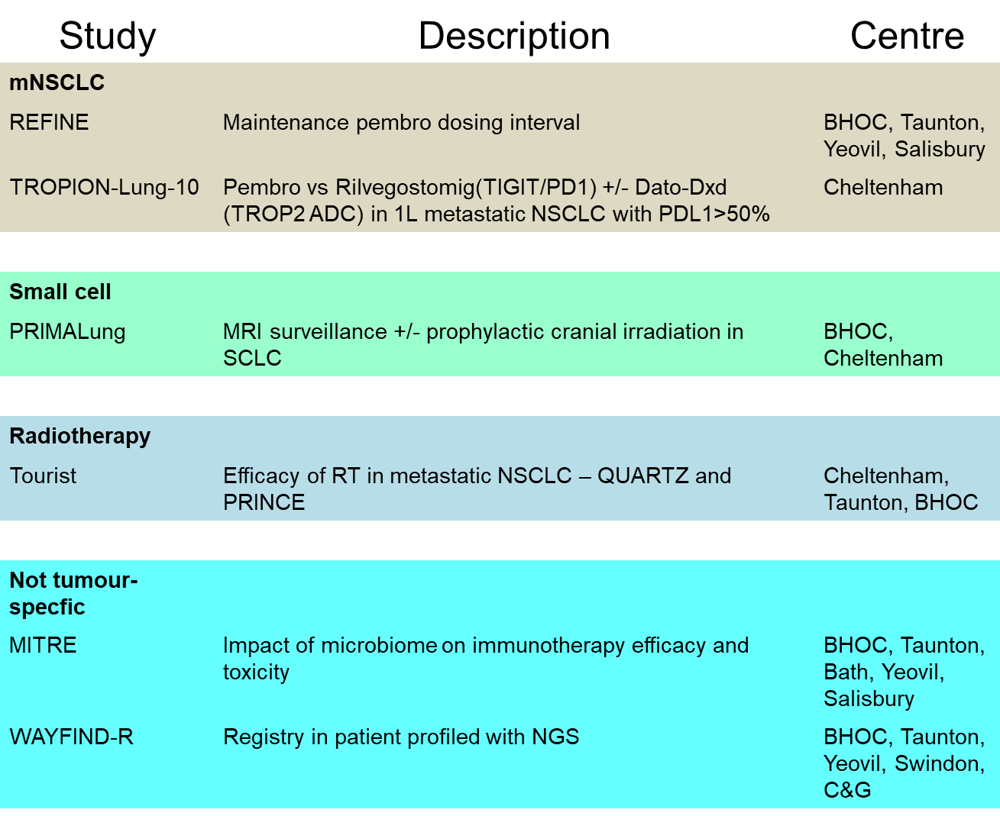 Study Description Centre
mNSCLC
REFINE Maintenance pembro dosing interval BHOC, Taunton,
Yeovil, Salisbury
TROPION-Lung-10 Pembro vs Rilvegostomig(TIGIT/PD1) +/- Dato-Dxd Cheltenham
(TROP2 ADC) in 1L metastatic NSCLC with PDL1>50%
Small cell
PRIMALung MRI surveillance +/- prophylactic cranial irradiation in BHOC,
SCLC Cheltenham
Radiotherapy
Tourist Efficacy of RT in metastatic NSCLC – QUARTZ and Cheltenham,
PRINCE Taunton, BHOC
Not tumour-
specfic
MITRE Impact of microbiome on immunotherapy efficacy and BHOC, Taunton,
toxicity Bath, Yeovil,
Salisbury
WAYFIND-R Registry in patient profiled with NGS BHOC, Taunton,
Yeovil, Swindon,
C&G